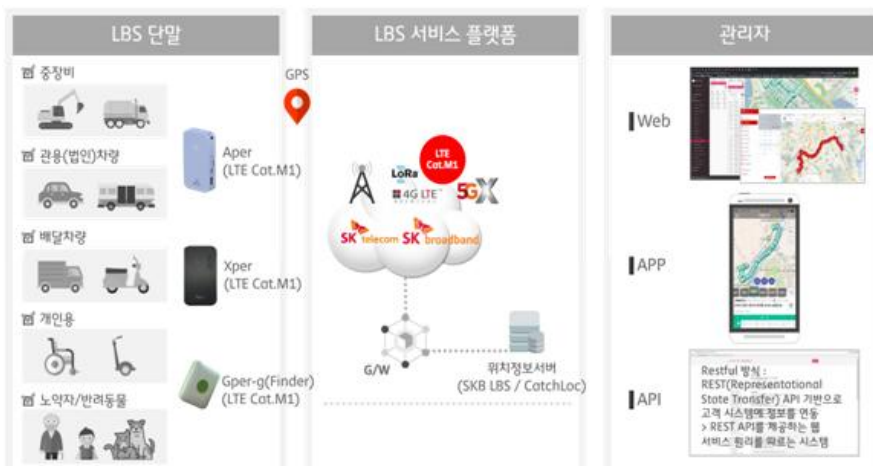 LBS 단말
LBS 서비스 플랫폼
관리자
중장비
관용(법인)차량
배달차량
개인용
노약자/반려동물
Aper
(LTE Cat.M1)
Xper
(LTE Cat.M1)
Gper-g(Finder)
(LTE Cat.M1)
GPS
LoRa
LTE
Cat.M1
4G LTE
5GX
SK telecom
SK broadband
G/W
위치정보서버
(SKB LBS / CatchLoc)
Web
APP
API
Restful 방식 :
REST(Representational
State Transfer) API 기반으로
고객 시스템에 정보를 연동
> REST API를 제공하는 웹
서비스 원리를 따르는 시스템